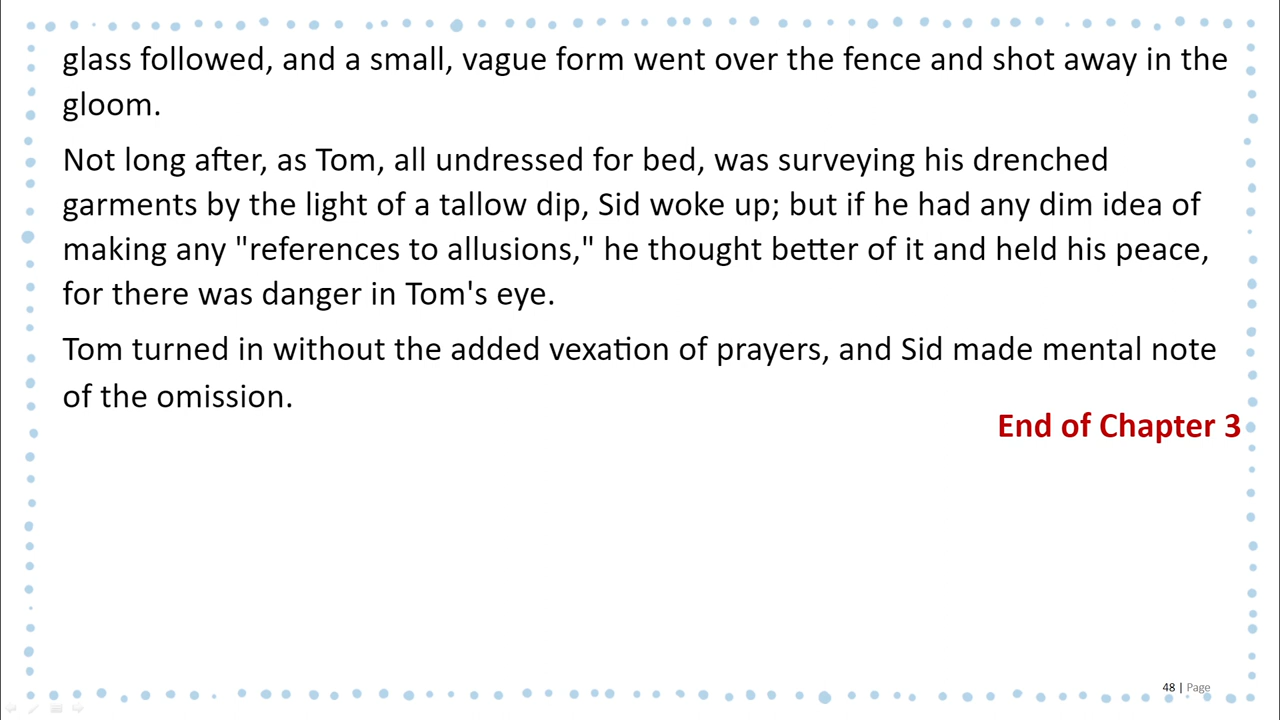 glass followed, and a small, vague form went over the fence and shot away in the
gloom.
Not long after, as Tom, all undressed for bed, was surveying his drenched
garments by the light of a tallow dip, Sid woke up; but if he had any dim idea of
making any "references to allusions," he thought better of it and held his peace,
for there was danger in Tom's eye.
Tom turned in without the added vexation of prayers, and Sid made mental note
of the omission.
End of Chapter 3
48 | Page